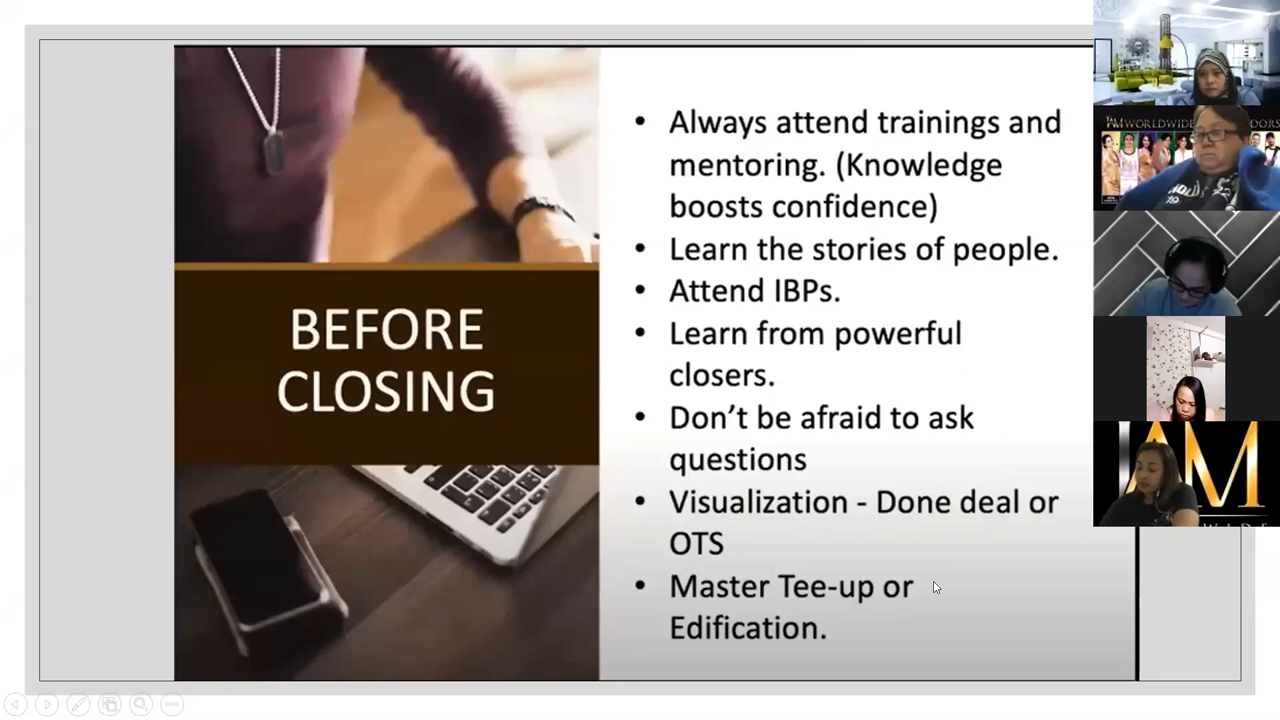 BEFORE
CLOSING
• Always attend trainings and
mentoring. (Knowledge
boosts confidence)
• Learn the stories of people.
• Attend IBPs.
• Learn from powerful
closers.
• Don’t be afraid to ask
questions
• Visualization - Done deal or
OTS
• Master Tee-up or
Edification.